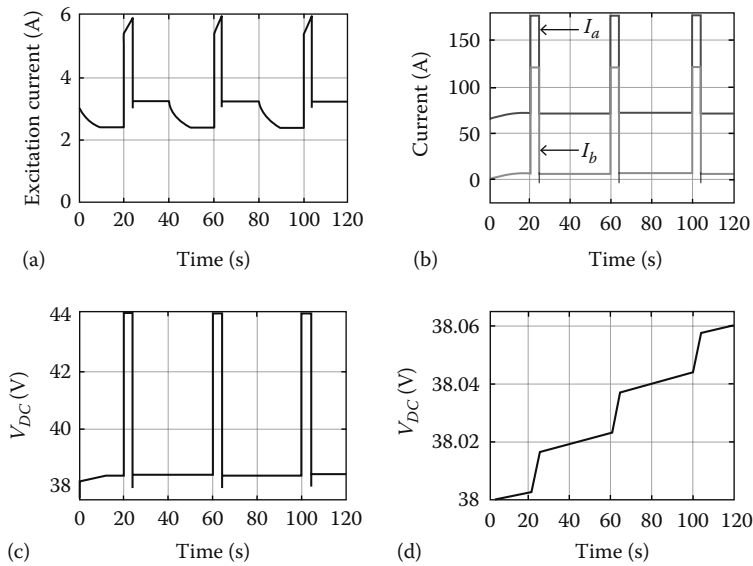 6
4
2
0
Excitation current (A)
0 20 40 60 80 100 120
(a)
Time (s)
150
100
50
0
Current (A)
I_a
I_b
0 20 40 60 80 100 120
(b)
Time (s)
44
42
40
38
V_DC (V)
0 20 40 60 80 100 120
(c)
Time (s)
38.06
38.04
38.02
38
V_DC (V)
0 20 40 60 80 100 120
(d)
Time (s)